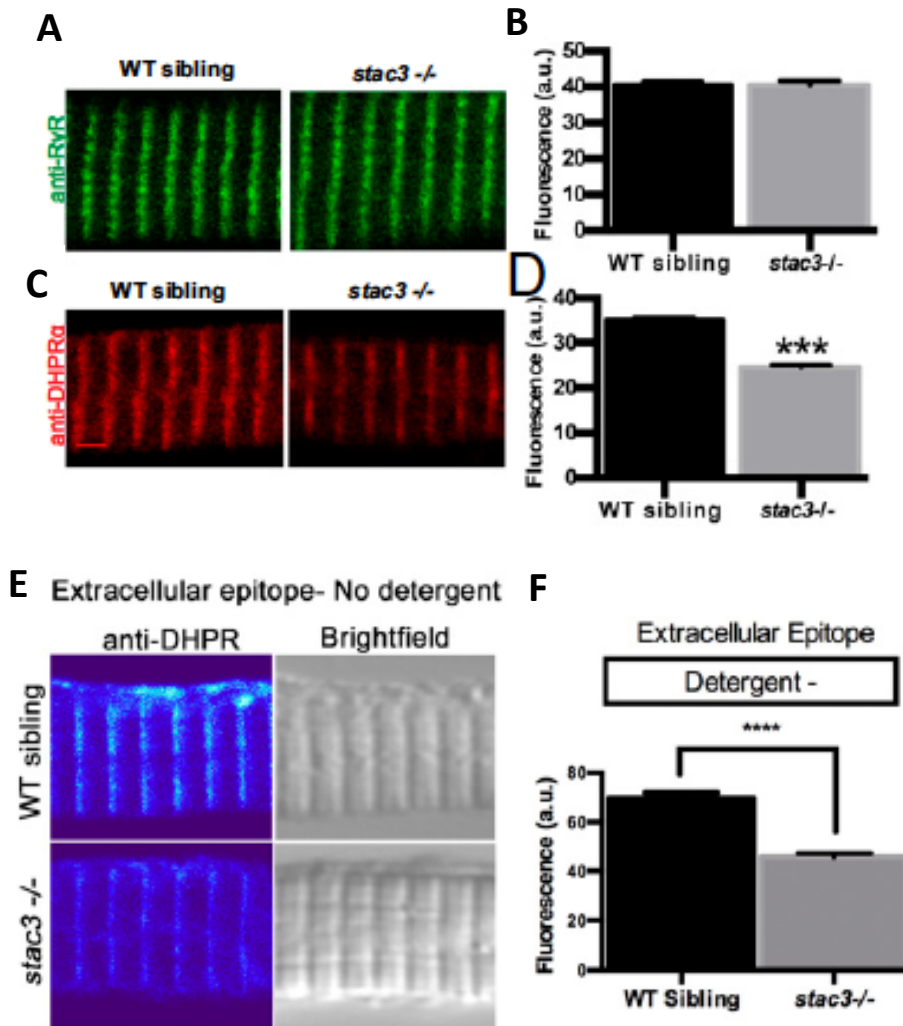 A
WT sibling
stac3 -/-
anti-RyR
B
Fluorescence (a.u.)
50
40
30
20
10
0
WT sibling
stac3-/-
C
WT sibling
stac3 -/-
anti-DHPRα
D
Fluorescence (a.u.)
40
30
20
10
0
***
WT sibling
stac3-/-
E
Extracellular epitope- No detergent
anti-DHPR
Brightfield
WT sibling
stac3 -/-
F
Extracellular Epitope
Detergent -
****
Fluorescence (a.u.)
80
60
40
20
0
WT Sibling
stac3-/-